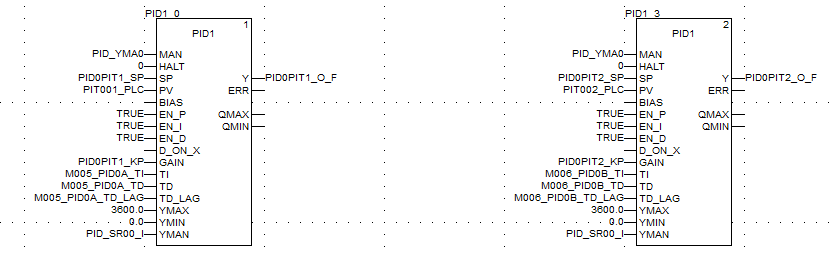 PID1_0
1
PID1
PID_YMA0 MAN
0 HALT
PID0PIT1_SP SP Y PID0PIT1_O_F
PIT001_PLC PV ERR
BIAS
TRUE EN_P QMAX
TRUE EN_I QMIN
TRUE EN_D
D_ON_X
PID0PIT1_KP GAIN
M005_PID0A_TI TI
M005_PID0A_TD TD
M005_PID0A_TD_LAG TD_LAG
3600.0 YMAX
0.0 YMIN
PID_SR00_I YMAN
PID1_3
2
PID1
PID_YMA0 MAN
0 HALT
PID0PIT2_SP SP Y PID0PIT2_O_F
PIT002_PLC PV ERR
BIAS
TRUE EN_P QMAX
TRUE EN_I QMIN
TRUE EN_D
D_ON_X
PID0PIT2_KP GAIN
M006_PID0B_TI TI
M006_PID0B_TD TD
M006_PID0B_TD_LAG TD_LAG
3600.0 YMAX
0.0 YMIN
PID_SR00_I YMAN